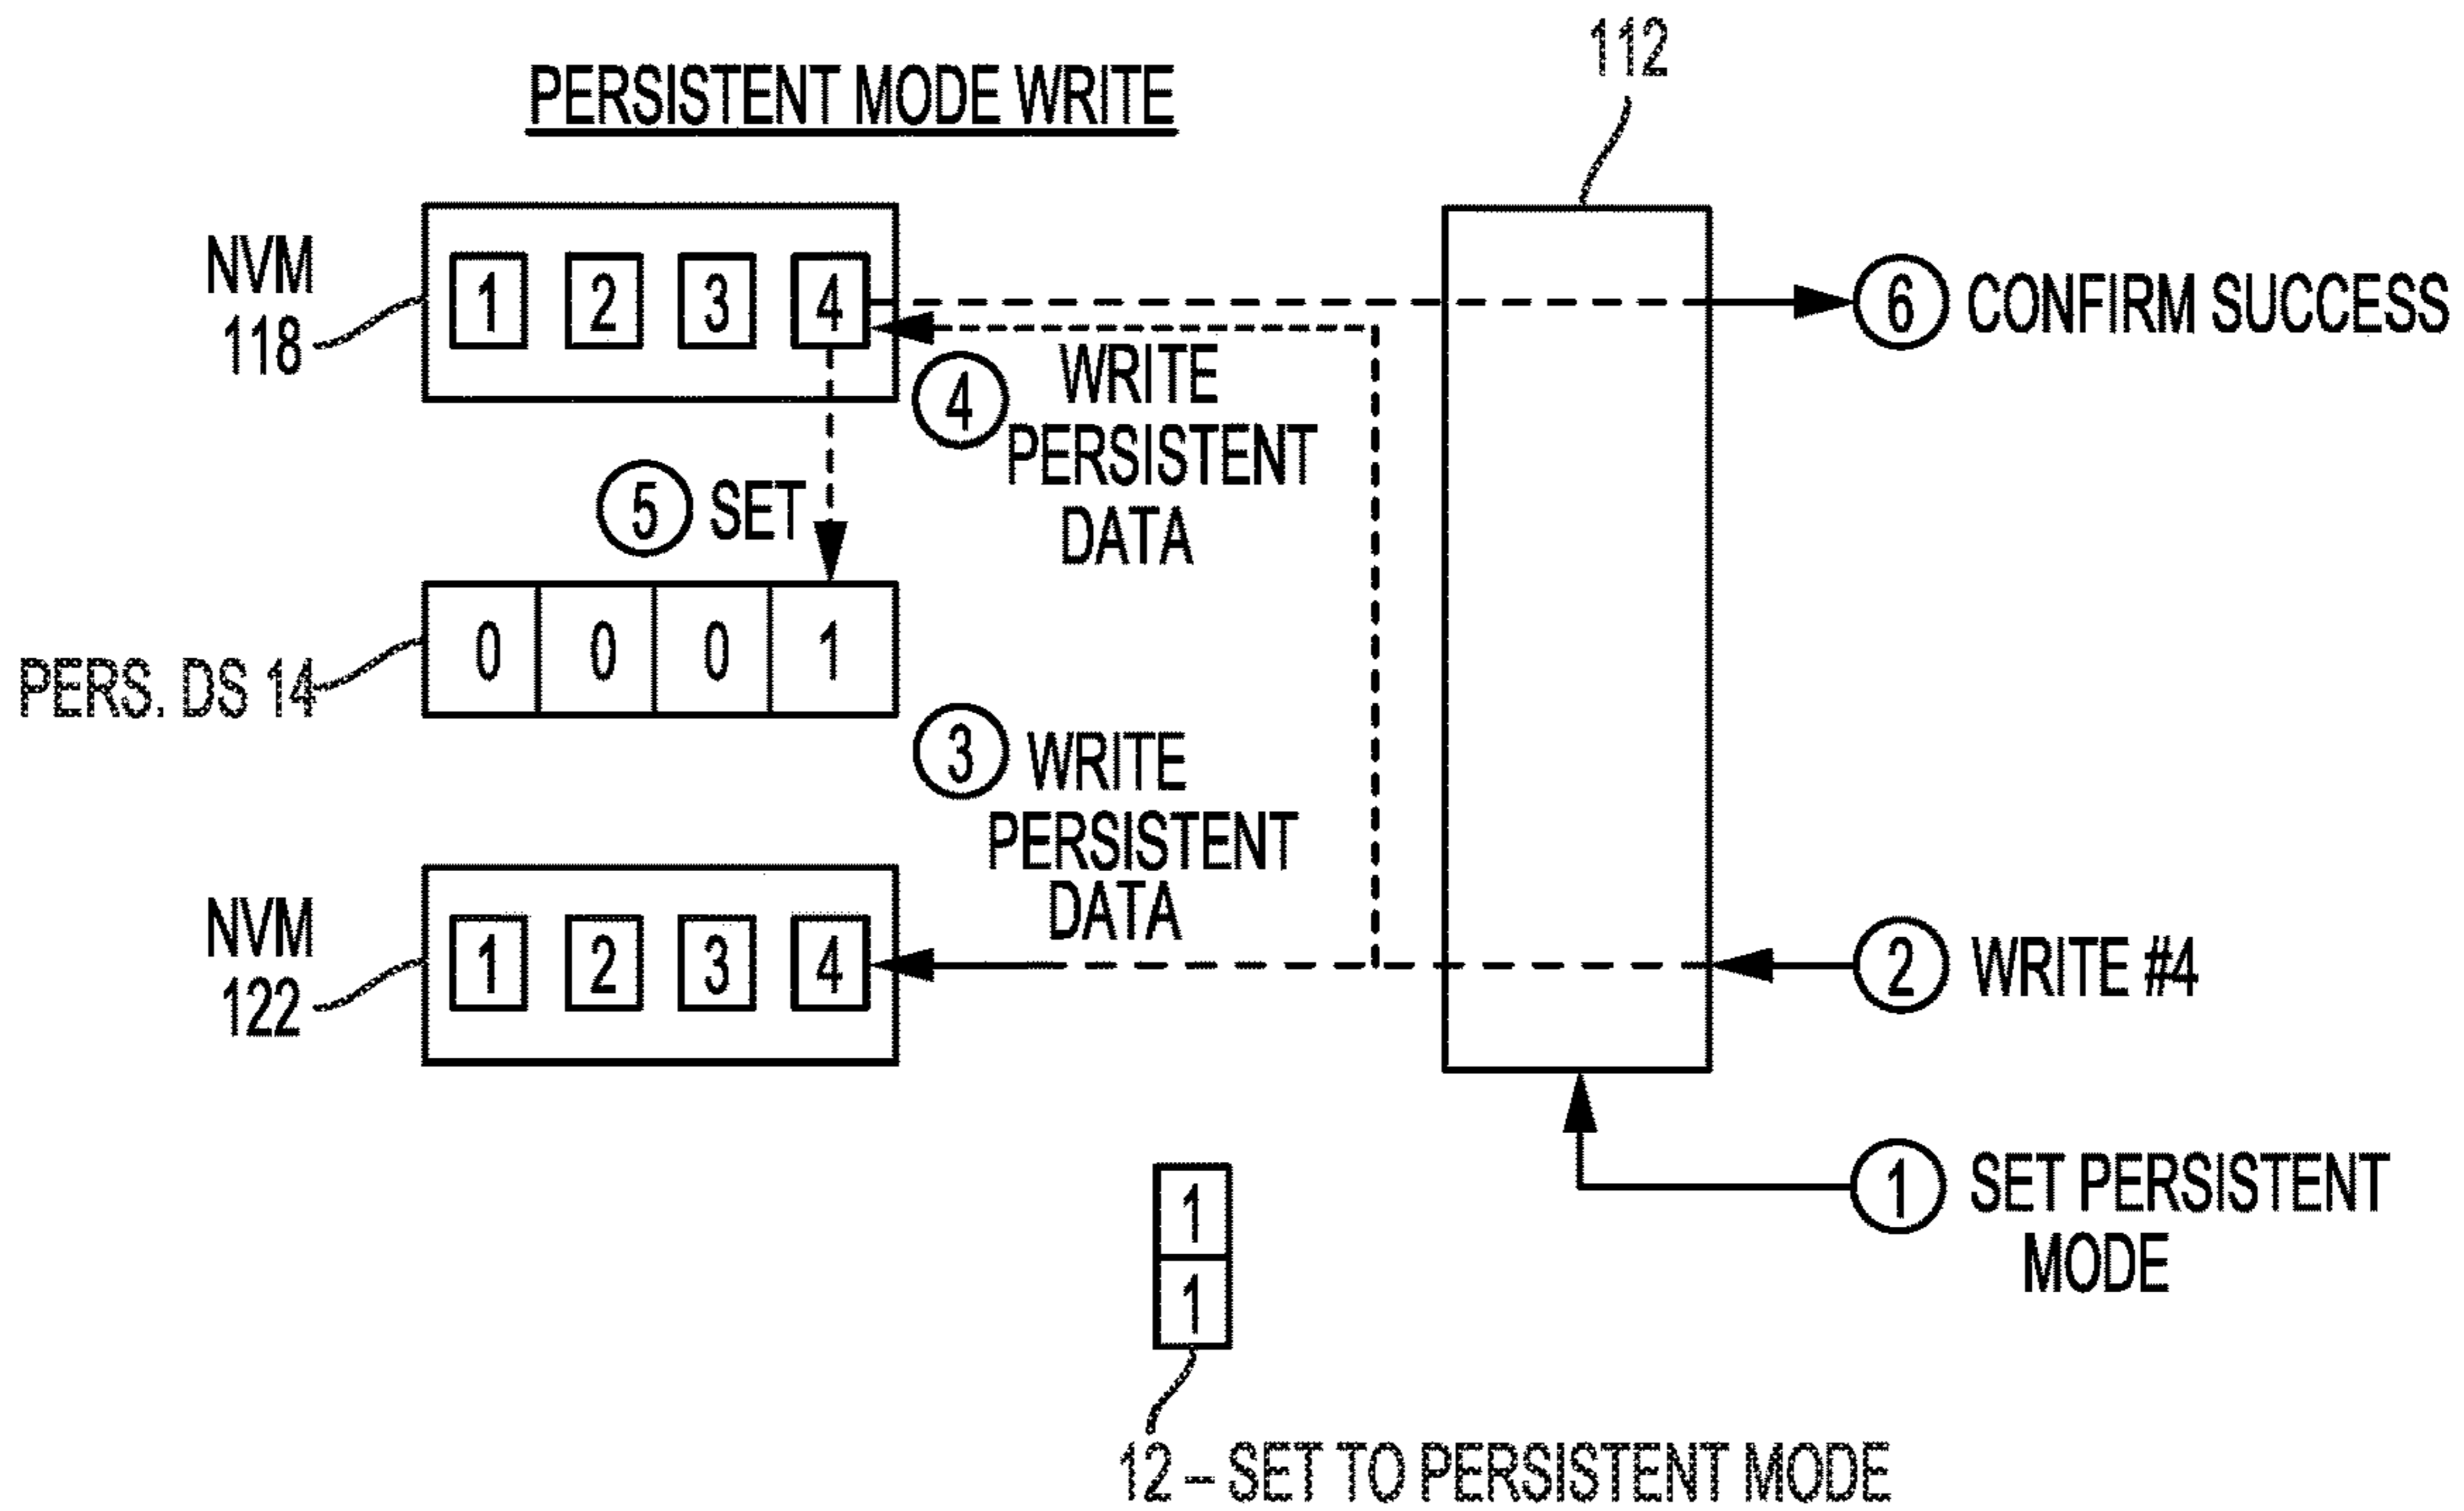 112
PERSISTENT MODE WRITE
NVM
118
1 2 3 4
6 CONFIRM SUCCESS
4 WRITE
PERSISTENT
DATA
5 SET
PERS. DS 14
0 0 0 1
3 WRITE
PERSISTENT
DATA
NVM
122
1 2 3 4
2 WRITE #4
1 SET PERSISTENT
MODE
1
1
12 – SET TO PERSISTENT MODE